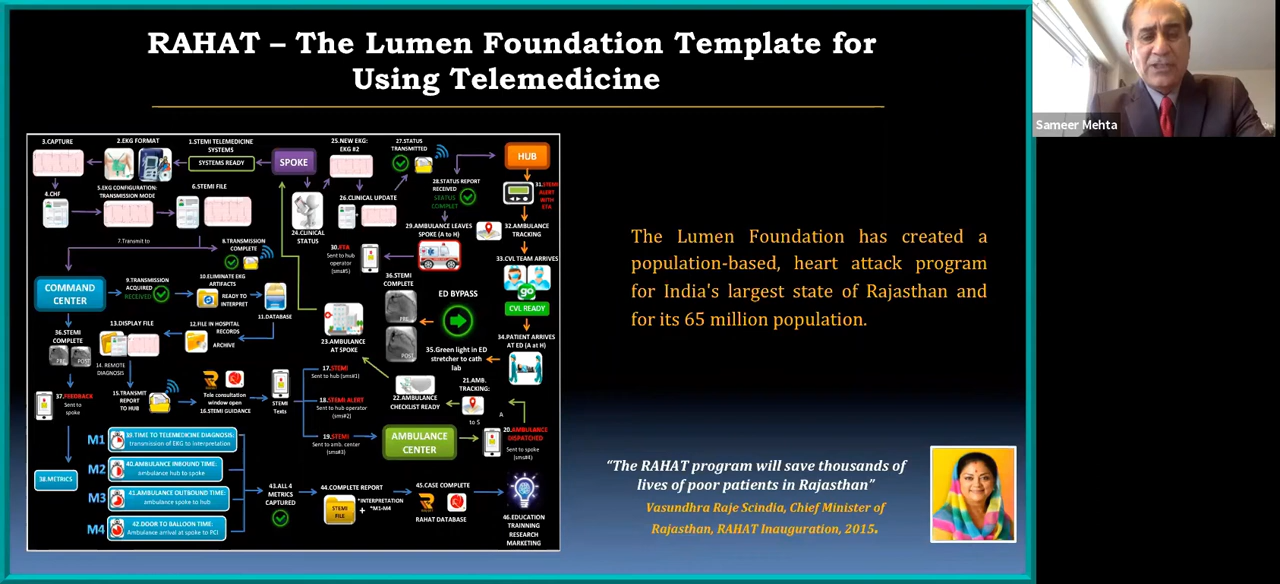 RAHAT – The Lumen Foundation Template for
Using Telemedicine
Sameer Mehta
3.CAPTURE
2.EKG FORMAT
1.STEMI TELEMEDICINE
SYSTEMS
SYSTEMS READY
SPOKE
25.NEW EKG:
EKG #2
27.STATUS
TRANSMITTED
HUB
4.CHF
5.EKG CONFIGURATION:
TRANSMISSION MODE
6.STEMI FILE
24.CLINICAL
STATUS
26.CLINICAL UPDATE
28.STATUS REPORT
RECEIVED
STATUS
COMPLET
31.STEMI
ALERT
WITH
ETA
7.Transmit to
8.TRANSMISSION
COMPLETE
30.ETA
Sent to hub
operator
(sms#5)
29.AMBULANCE LEAVES
SPOKE (A to H)
32.AMBULANCE
TRACKING
COMMAND
CENTER
9.TRANSMISSION
ACQUIRED
RECEIVED
10.ELIMINATE EKG
ARTIFACTS
READY TO
INTERPRET
11.DATABASE
36.STEMI
COMPLETE
PRE
POST
ED BYPASS
33.CVL TEAM ARRIVES
go
CVL READY
36.STEMI
COMPLETE
PRE
POST
13.DISPLAY FILE
12.FILE IN HOSPITAL
RECORDS
ARCHIVE
23.AMBULANCE
AT SPOKE
35.Green light in ED
stretcher to cath
lab
34.PATIENT ARRIVES
AT ED (A at H)
14. REMOTE
DIAGNOSIS
37.FEEDBACK
Sent to
spoke
15.TRANSMIT
REPORT
TO HUB
Tele consultation
window open
16.STEMI GUIDANCE
STEMI
Texts
17.STEMI
Sent to hub(sms#1)
18.STEMI ALERT
Sent to hub operator
(sms#2)
19.STEMI
Sent to amb. center
(sms#3)
22.AMBULANCE
CHECKLIST READY
21.AMB.
TRACKING:
A
to S
AMBULANCE
CENTER
20.AMBULANCE
DISPATCHED
Sent to spoke
(sms#4)
38.METRICS
M1
39.TIME TO TELEMEDICINE DIAGNOSIS:
transmission of EKG to interpretation
M2
40.AMBULANCE INBOUND TIME:
ambulance hub to spoke
M3
41.AMBULANCE OUTBOUND TIME:
ambulance spoke to hub
M4
42.DOOR TO BALLOON TIME:
Ambulance arrival at spoke to PCI
43.ALL 4
METRICS
CAPTURED
44.COMPLETE REPORT
STEMI
FILE
+
*INTERPRETATION
*M1-M4
45.CASE COMPLETE
RAHAT DATABASE
46.EDUCATION
TRAINNING
RESEARCH
MARKETING
The Lumen Foundation has created a
population-based, heart attack program
for India's largest state of Rajasthan and
for its 65 million population.
“The RAHAT program will save thousands of
lives of poor patients in Rajasthan”
Vasundhra Raje Scindia, Chief Minister of
Rajasthan, RAHAT Inauguration, 2015.